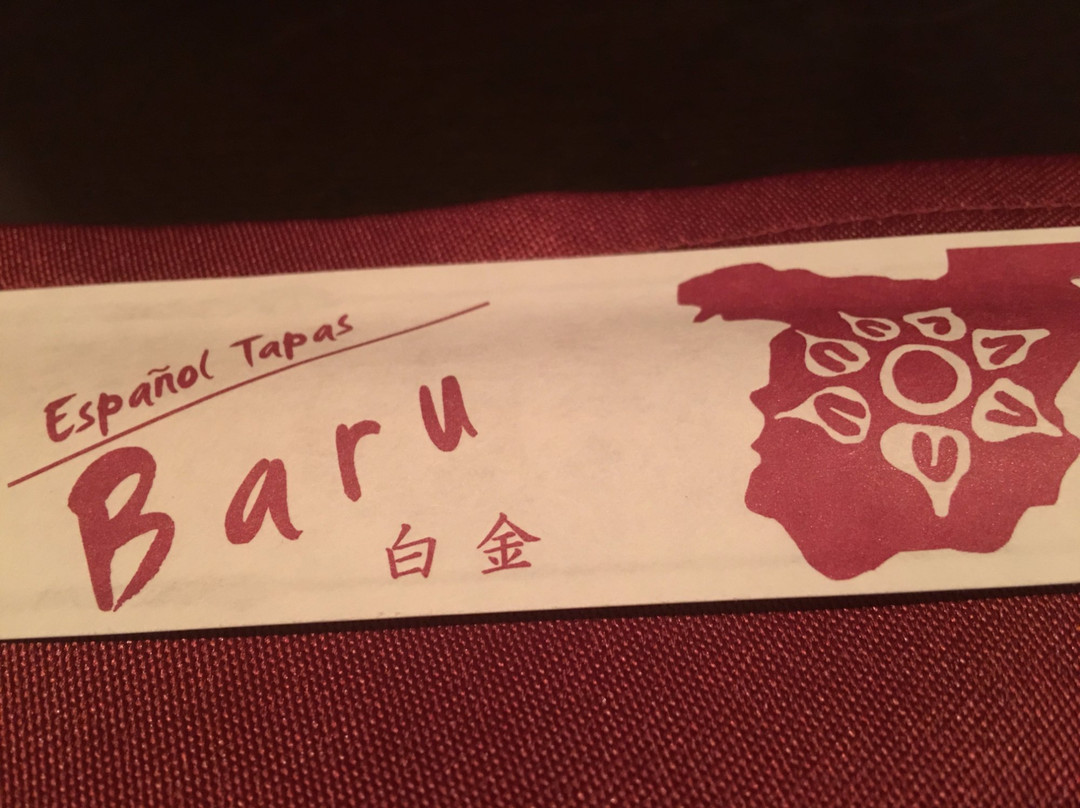 Español Tapas
Baru
白金